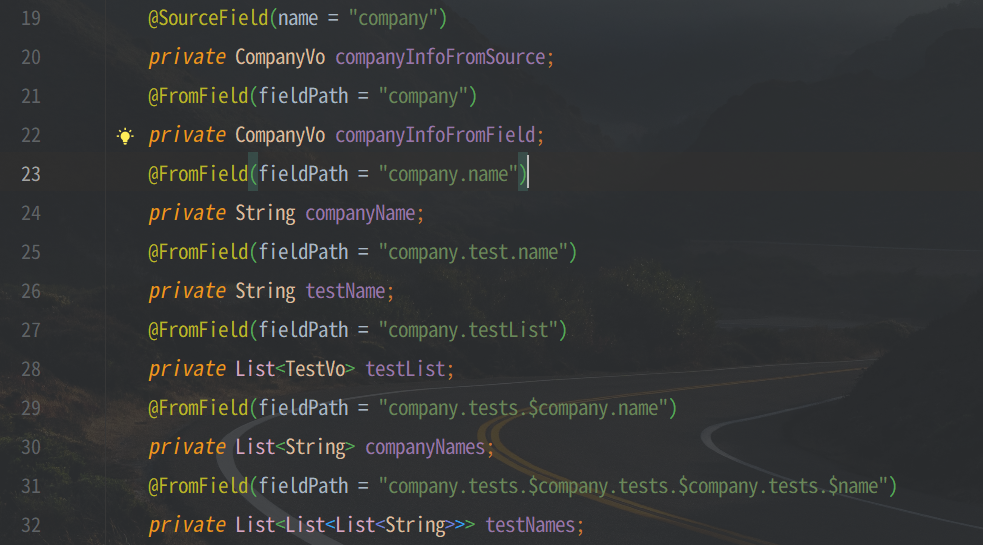 19 @SourceField(name = "company")
20 private CompanyVo companyInfoFromSource;
21 @FromField(fieldPath = "company")
22 private CompanyVo companyInfoFromField;
23 @FromField(fieldPath = "company.name")
24 private String companyName;
25 @FromField(fieldPath = "company.test.name")
26 private String testName;
27 @FromField(fieldPath = "company.testList")
28 private List<TestVo> testList;
29 @FromField(fieldPath = "company.tests.$company.name")
30 private List<String> companyNames;
31 @FromField(fieldPath = "company.tests.$company.tests.$company.tests.$name")
32 private List<List<List<String>>> testNames;